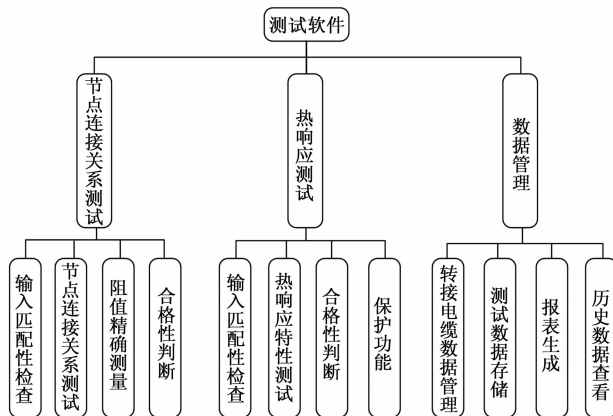 测试软件
节点连接关系测试
热响应测试
数据管理
输入匹配性检查
节点连接关系测试
阻值精确测量
合格性判断
输入匹配性检查
热响应特性测试
合格性判断
保护功能
转接电缆数据管理
测试数据存储
报表生成
历史数据查看